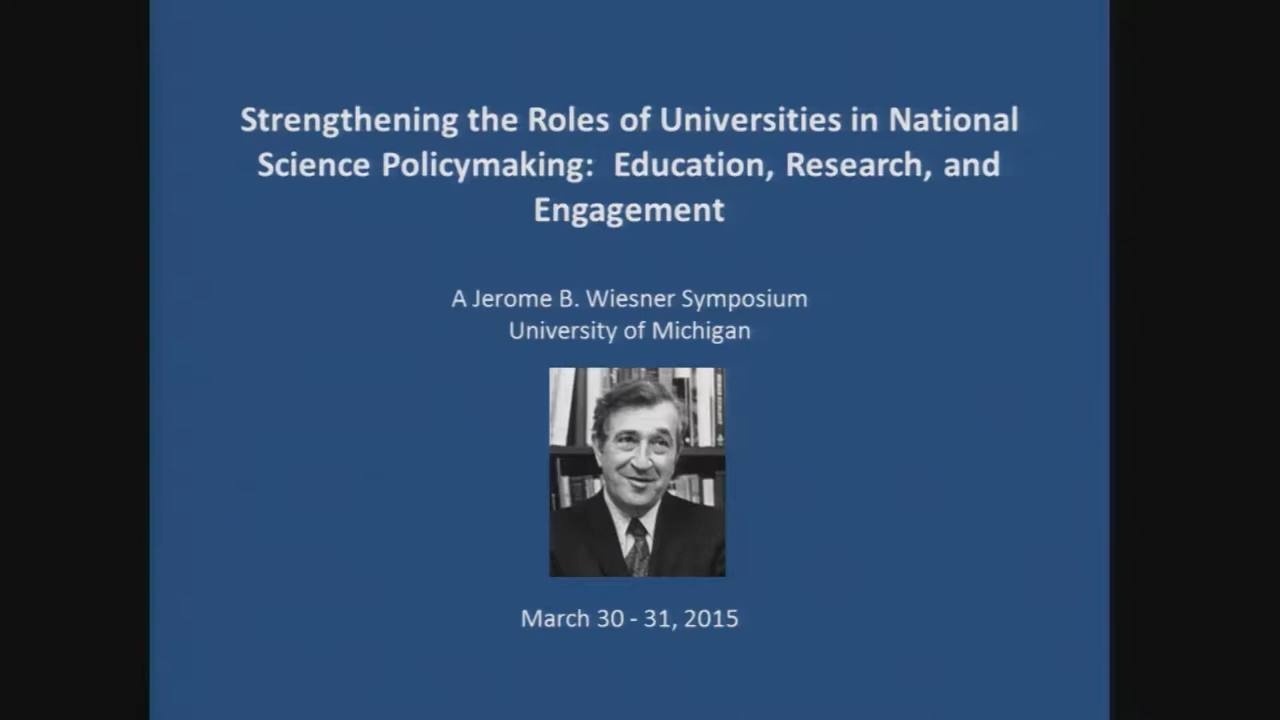 Strengthening the Roles of Universities in National
Science Policymaking:  Education, Research, and
Engagement
A Jerome B. Wiesner Symposium
University of Michigan
March 30 - 31, 2015